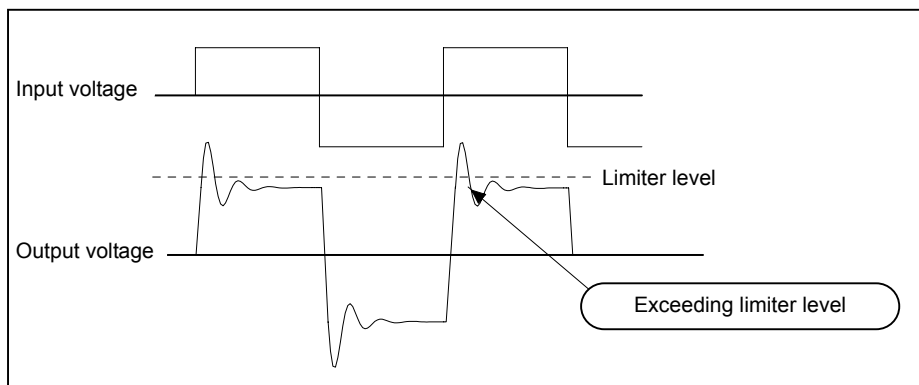 Input voltage
Limiter level
Output voltage
Exceeding limiter level